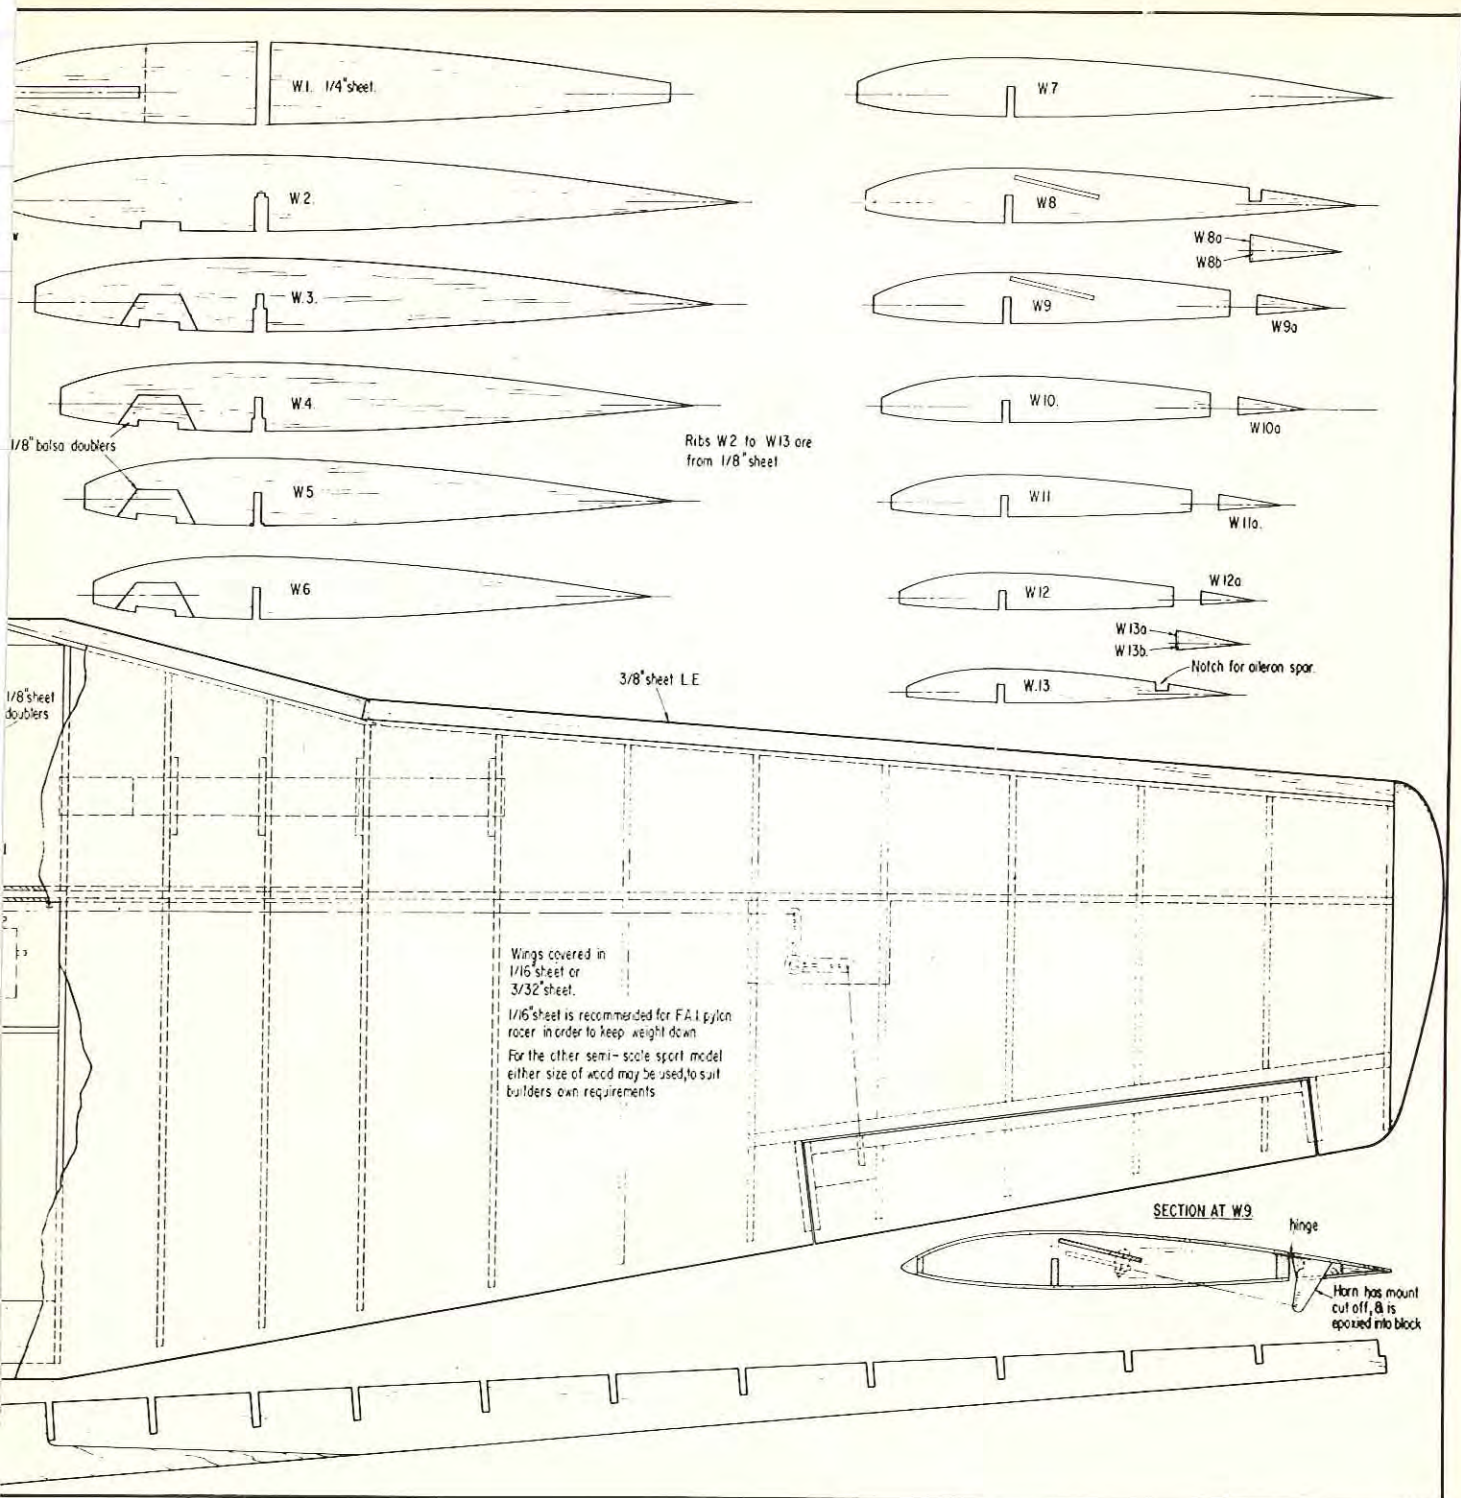 W.1. 1/4" sheet.
W.2.
W.3.
W.4.
1/8" balsa doublers
W5
W6
Ribs W2 to W13 are
from 1/8" sheet
W.7
W8
W8a
W8b
W9
W9a
W10.
W10a
W11
W11a.
W12
W12a
W13a
W13b.
Notch for aileron spar.
W.13
3/8" sheet L.E.
1/8" sheet
doublers
Wings covered in
1/16" sheet or
3/32" sheet.
1/16" sheet is recommended for F.A.I. pylon
racer in order to keep weight down
For the other semi-scale sport model
either size of wood may be used, to suit
builders own requirements
SECTION AT W.9.
hinge
Horn has mount
cut off, & is
epoxied into block